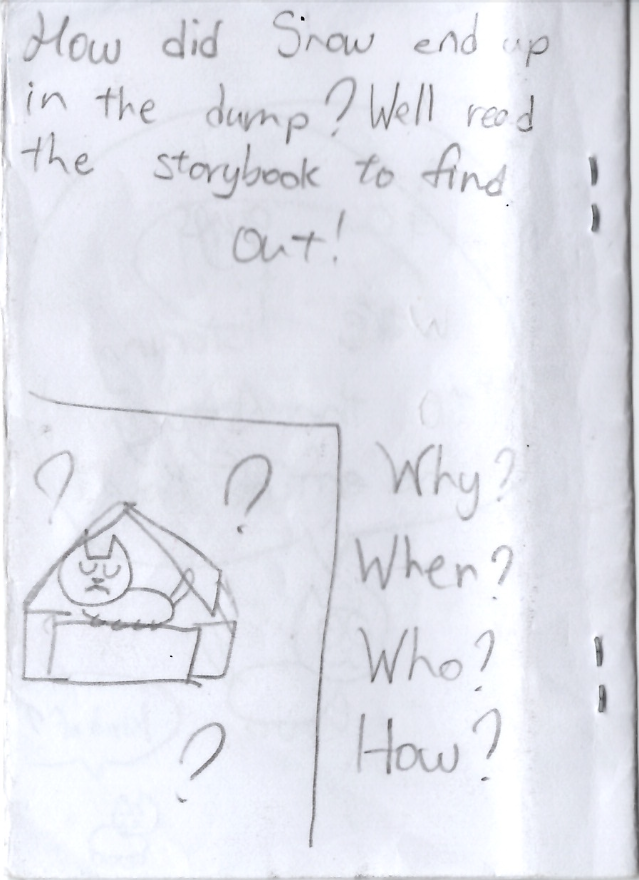 How did Snow end up
in the dump? Well read
the storybook to find
out!
? ?
Why?
When?
Who?
How?
?